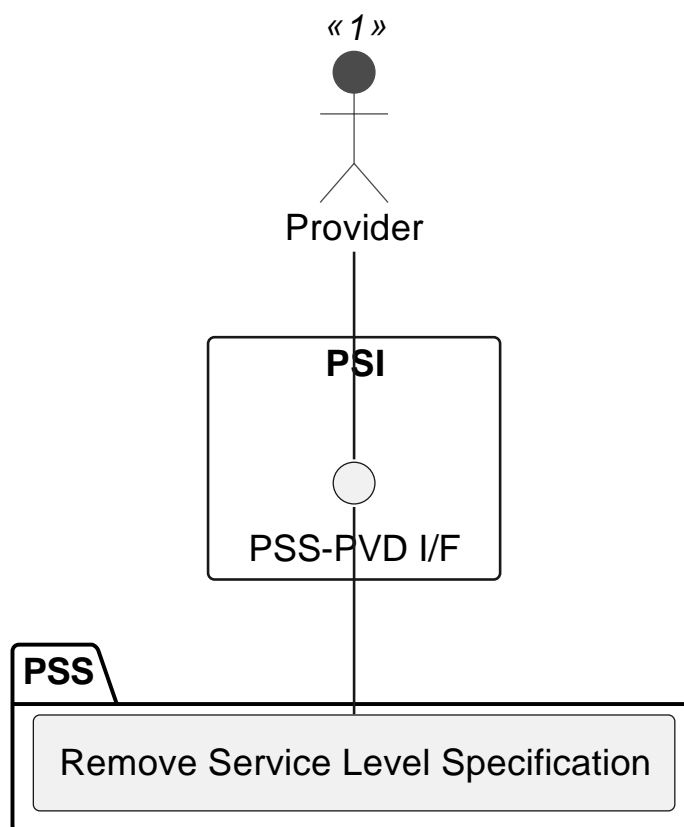 «1»
Provider
PSI
PSS-PVD I/F
PSS
Remove Service Level Specification